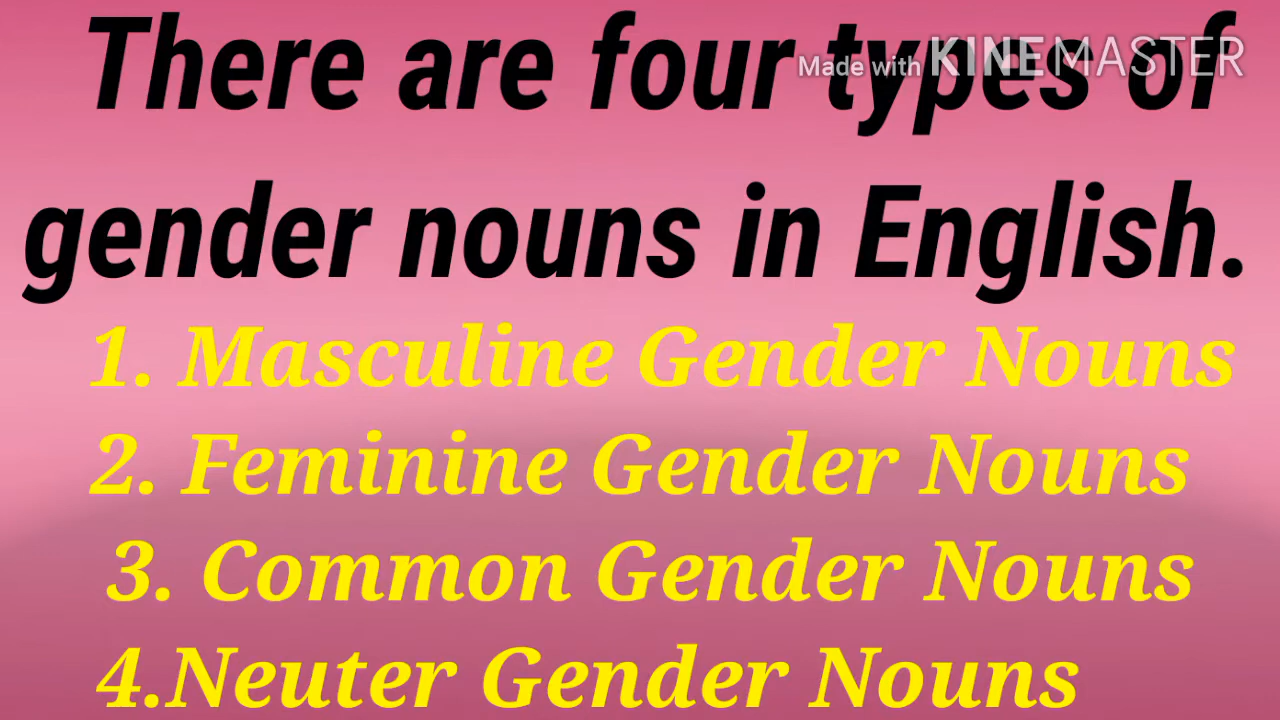 There are four types of
Made with KINEMASTER
gender nouns in English.
1. Masculine Gender Nouns
2. Feminine Gender Nouns
3. Common Gender Nouns
4.Neuter Gender Nouns